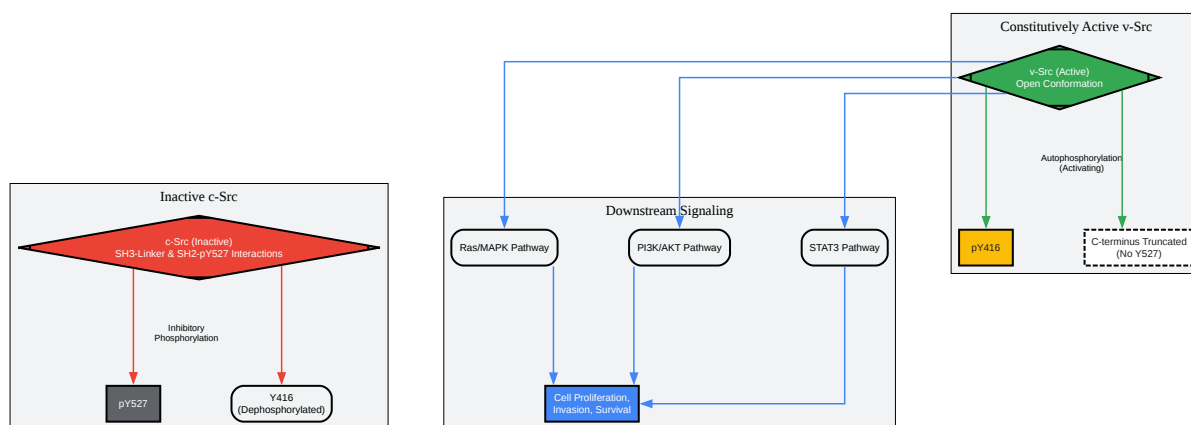 Constitutively Active v-Src
v-Src (Active)
Open Conformation
Autophosphorylation
(Activating)
pY416
C-terminus Truncated
(No Y527)
Inactive c-Src
c-Src (Inactive)
SH3-Linker & SH2-pY527 Interactions
Inhibitory
Phosphorylation
pY527
Y416
(Dephosphorylated)
Downstream Signaling
Ras/MAPK Pathway
PI3K/AKT Pathway
STAT3 Pathway
Cell Proliferation,
Invasion, Survival